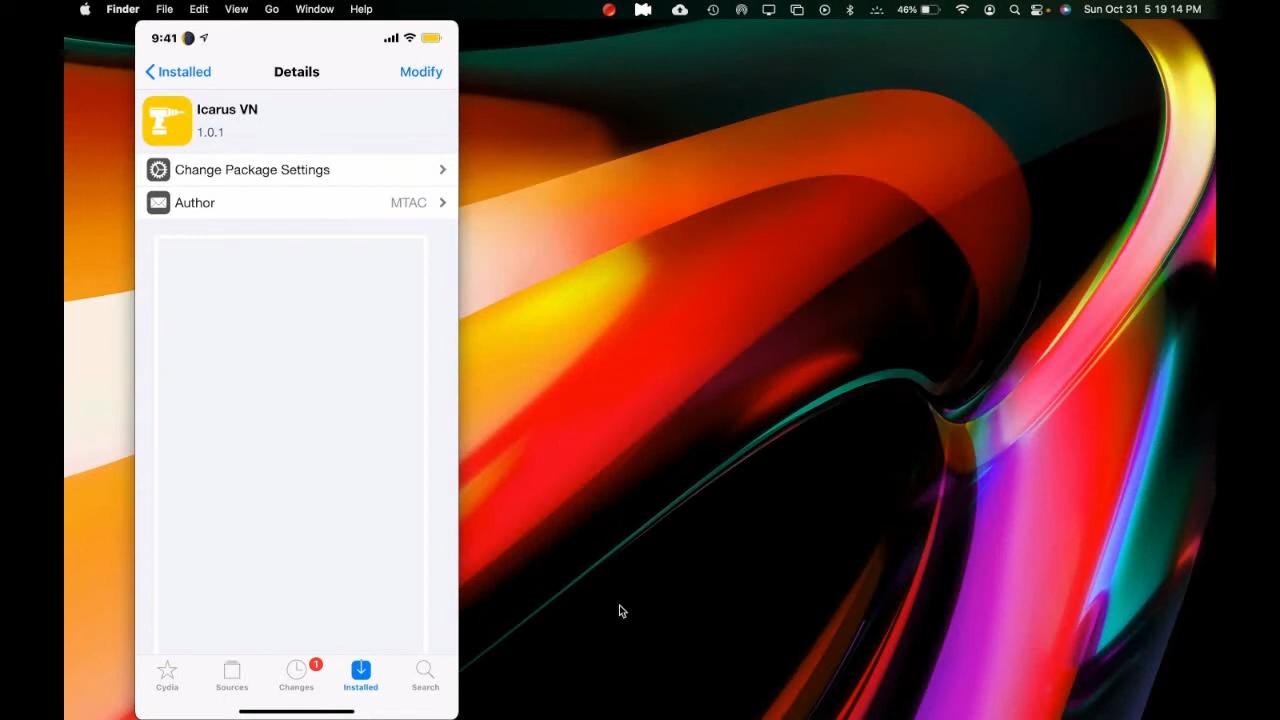 Finder File Edit View Go Window Help 46% Sun Oct 31 5 19 14 PM
9:41
Installed Details Modify
Icarus VN
1.0.1
Change Package Settings
Author MTAC
1
Cydia Sources Changes Installed Search